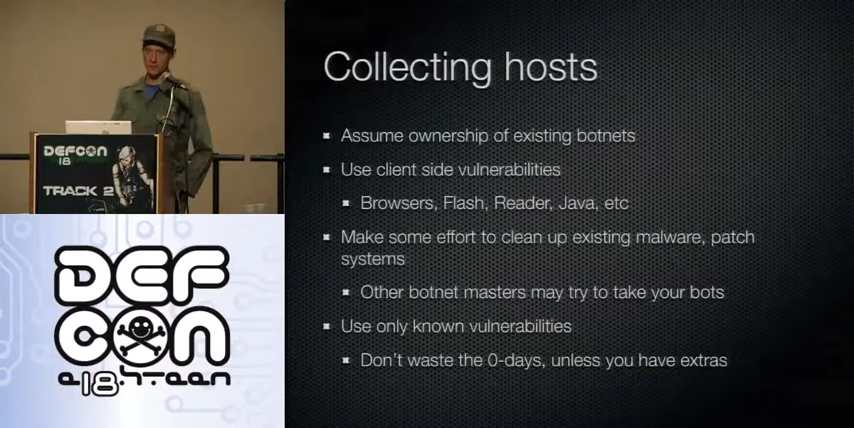 Collecting hosts
Assume ownership of existing botnets
Use client side vulnerabilities
Browsers, Flash, Reader, Java, etc
Make some effort to clean up existing malware, patch
systems
Other botnet masters may try to take your bots
Use only known vulnerabilities
Don't waste the 0-days, unless you have extras
DEFCON
18
TRACK 2
DEF
CON
e18hteen